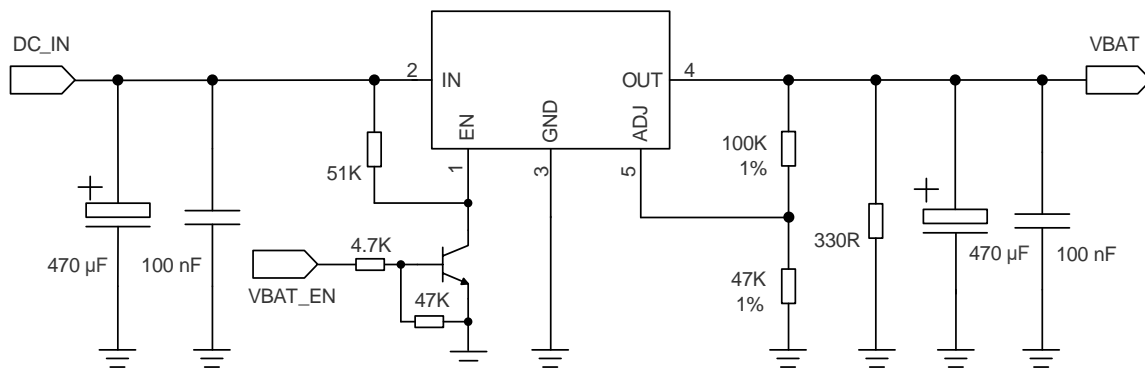 DC_IN
VBAT
2
IN
OUT
4
EN
GND
ADJ
1
3
5
51K
100K
1%
470 µF
100 nF
4.7K
VBAT_EN
47K
330R
470 µF
100 nF
47K
1%